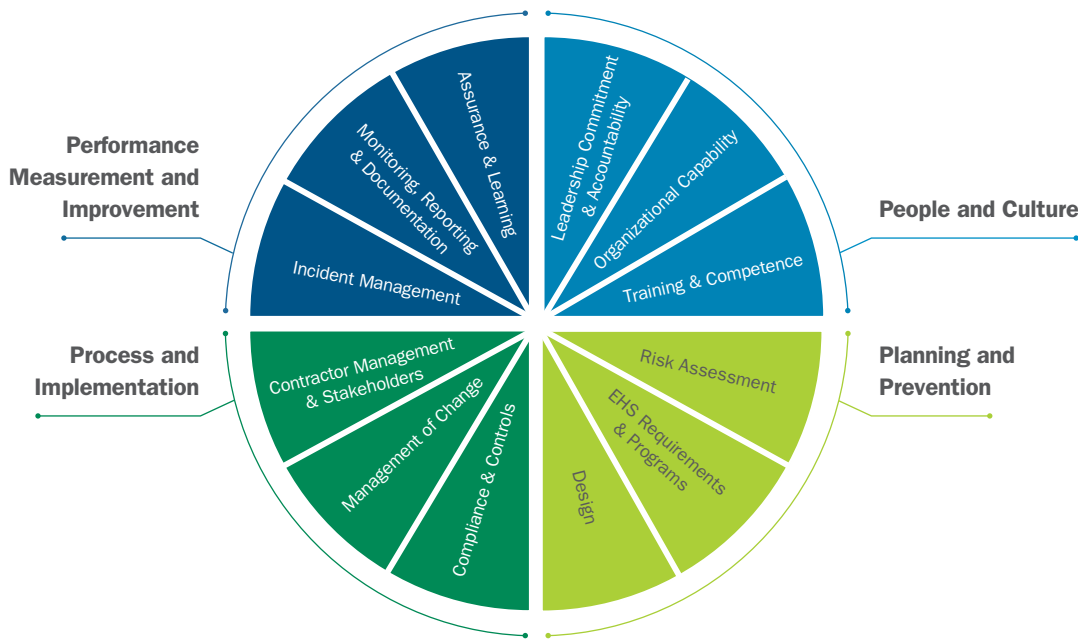 Performance
Measurement and
Improvement
Assurance & Learning
Monitoring, Reporting
& Documentation
Incident Management
Leadership Commitment
& Accountability
Organizational Capability
Training & Competence
People and Culture
Process and
Implementation
Contractor Management
& Stakeholders
Management of Change
Compliance & Controls
Risk Assessment
EHS Requirements
& Programs
Design
Planning and
Prevention